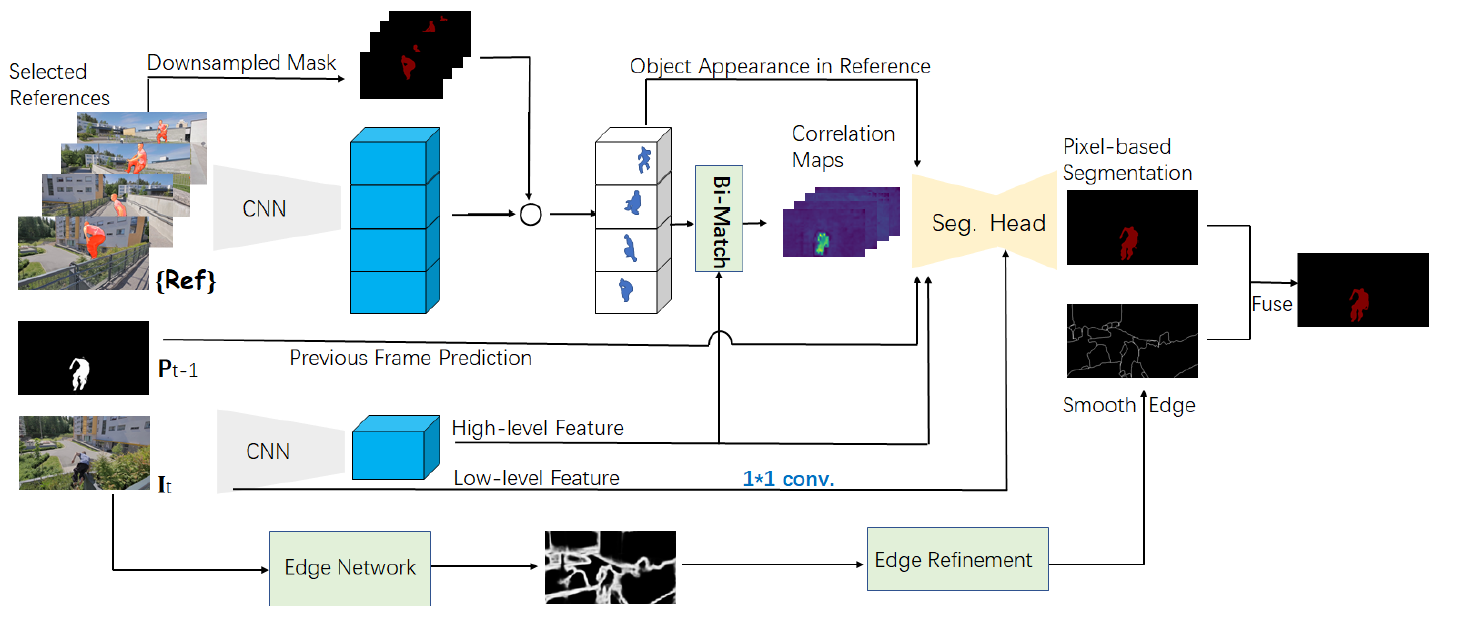 Selected
References
Downsampled Mask
CNN
{Ref}
Object Appearance in Reference
Bi-Match
Correlation
Maps
Seg. Head
Pixel-based
Segmentation
Fuse
Previous Frame Prediction
Pt-1
Smooth Edge
CNN
High-level Feature
Low-level Feature
1*1 conv.
It
Edge Network
Edge Refinement